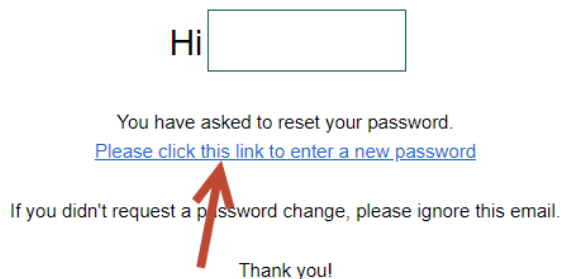 Hi
You have asked to reset your password.
Please click this link to enter a new password
If you didn't request a password change, please ignore this email.
Thank you!